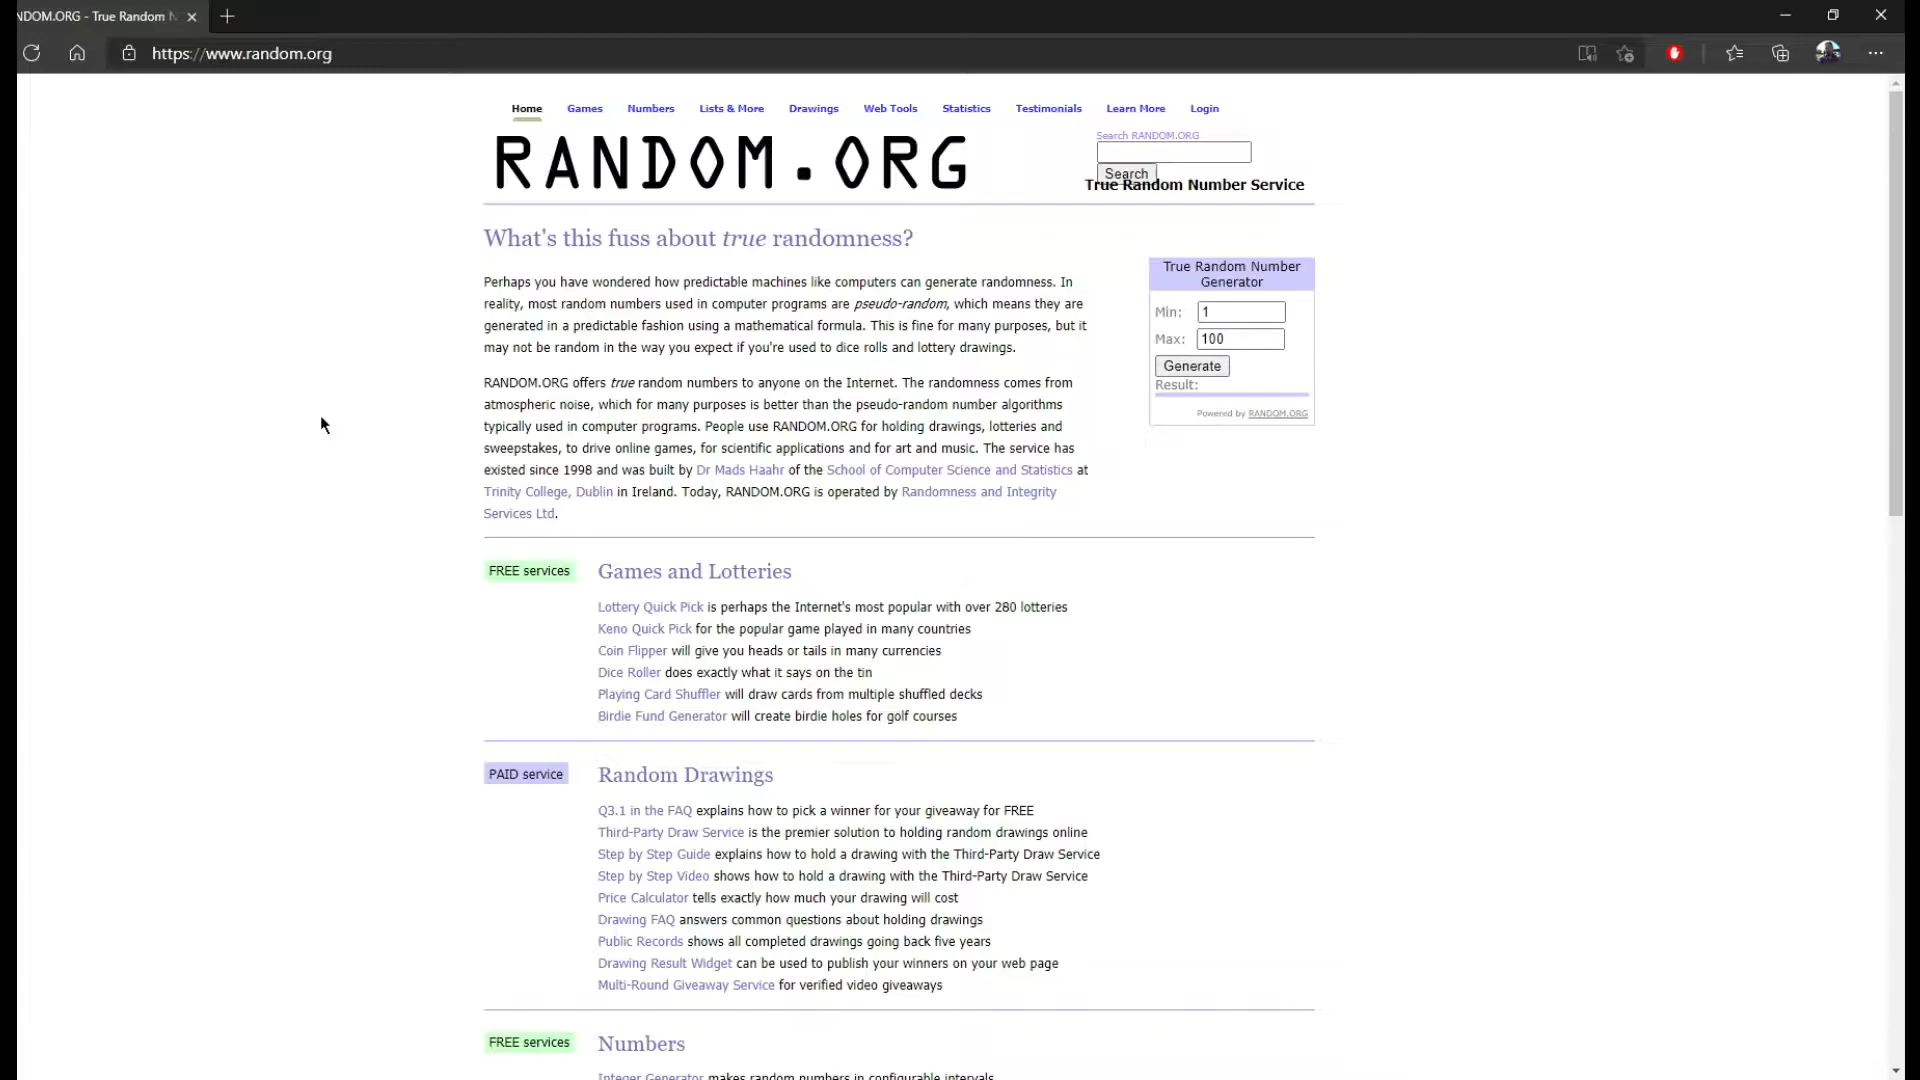 NDOM.ORG - True Random N
https://www.random.org
Home Games Numbers Lists & More Drawings Web Tools Statistics Testimonials Learn More Login
RANDOM.ORG
Search RANDOM.ORG
Search
True Random Number Service
What's this fuss about true randomness?
Perhaps you have wondered how predictable machines like computers can generate randomness. In
reality, most random numbers used in computer programs are pseudo-random, which means they are
generated in a predictable fashion using a mathematical formula. This is fine for many purposes, but it
may not be random in the way you expect if you're used to dice rolls and lottery drawings.
RANDOM.ORG offers true random numbers to anyone on the Internet. The randomness comes from
atmospheric noise, which for many purposes is better than the pseudo-random number algorithms
typically used in computer programs. People use RANDOM.ORG for holding drawings, lotteries and
sweepstakes, to drive online games, for scientific applications and for art and music. The service has
existed since 1998 and was built by Dr Mads Haahr of the School of Computer Science and Statistics at
Trinity College, Dublin in Ireland. Today, RANDOM.ORG is operated by Randomness and Integrity
Services Ltd.
True Random Number
Generator
Min: 1
Max: 100
Generate
Result:
Powered by RANDOM.ORG
FREE services
Games and Lotteries
Lottery Quick Pick is perhaps the Internet's most popular with over 280 lotteries
Keno Quick Pick for the popular game played in many countries
Coin Flipper will give you heads or tails in many currencies
Dice Roller does exactly what it says on the tin
Playing Card Shuffler will draw cards from multiple shuffled decks
Birdie Fund Generator will create birdie holes for golf courses
PAID service
Random Drawings
Q3.1 in the FAQ explains how to pick a winner for your giveaway for FREE
Third-Party Draw Service is the premier solution to holding random drawings online
Step by Step Guide explains how to hold a drawing with the Third-Party Draw Service
Step by Step Video shows how to hold a drawing with the Third-Party Draw Service
Price Calculator tells exactly how much your drawing will cost
Drawing FAQ answers common questions about holding drawings
Public Records shows all completed drawings going back five years
Drawing Result Widget can be used to publish your winners on your web page
Multi-Round Giveaway Service for verified video giveaways
FREE services
Numbers
Integer Generator makes random numbers in configurable intervals